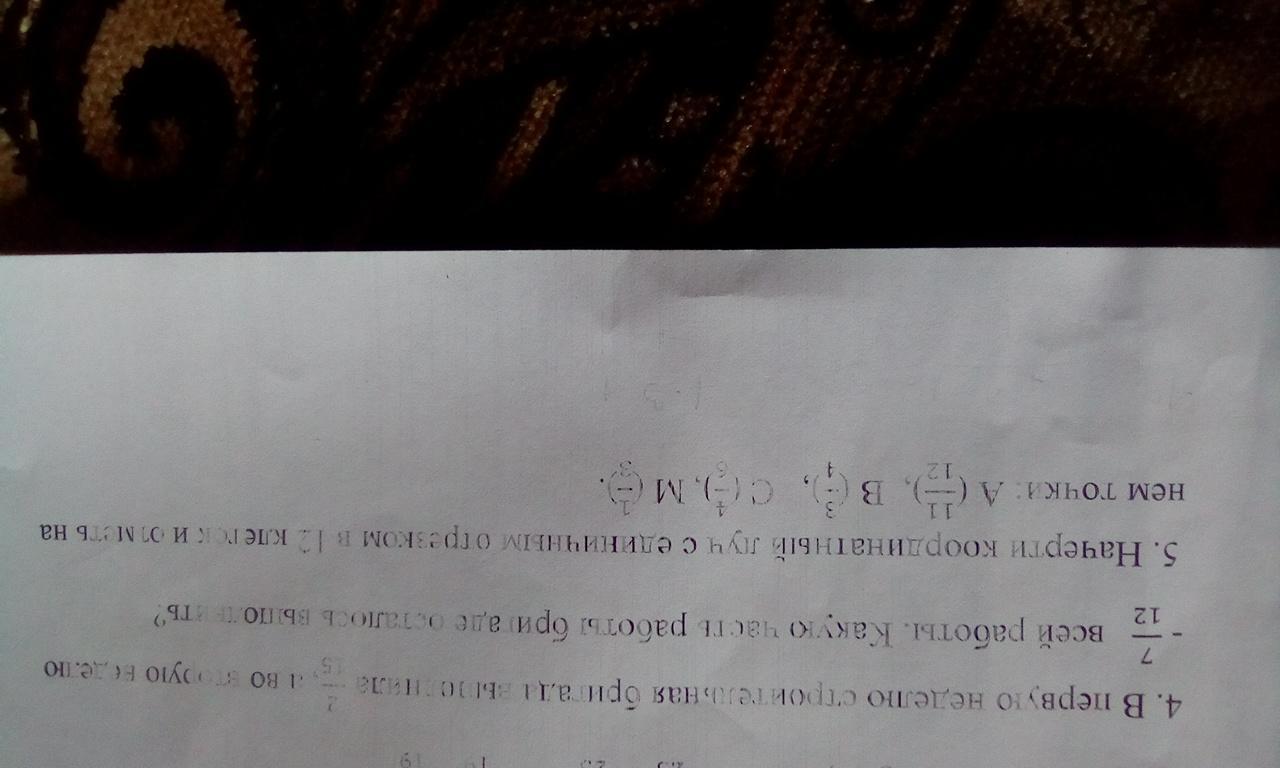 4. В первую неделю строительная бригада выполнила 2/15, а во вторую неделю
- 7/12 всей работы. Какую часть работы бригаде осталось выполнить?
5. Начерти координатный луч с единичным отрезком в 12 клеток и отметь на
нем точки: А (11/12), В (3/4), С (4/6), М (1/3).